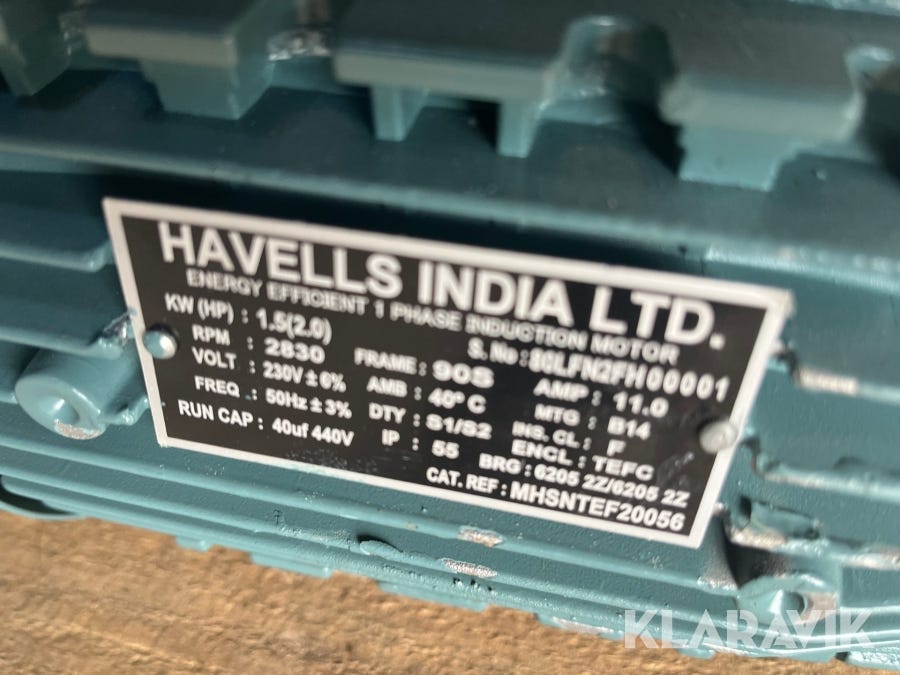 HAVELLS INDIA LTD.
ENERGY EFFICIENT 1 PHASE INDUCTION MOTOR
KW (HP) : 1.5(2.0) S.No : 80LFN2FH00001
RPM : 2830 FRAME : 90S AMP : 11.0
VOLT : 230V ± 6% AMB : 40° C MTG : B14
FREQ : 50Hz ± 3% DTY : S1/S2 INS. CL : F
RUN CAP : 40uf 440V IP : 55 ENCL : TEFC
BRG : 6205 2Z/6205 2Z
CAT. REF : MHSNTEF20056
KLARAVIK